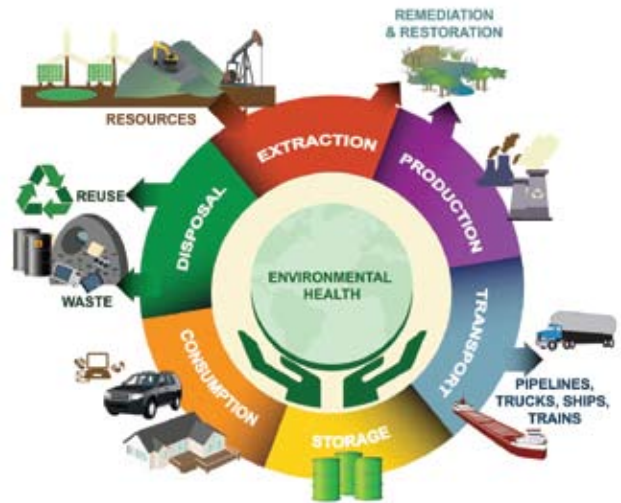 REMEDIATION
& RESTORATION
RESOURCES
EXTRACTION
PRODUCTION
TRANSPORT
PIPELINES,
TRUCKS, SHIPS,
TRAINS
STORAGE
CONSUMPTION
DISPOSAL
REUSE
WASTE
ENVIRONMENTAL
HEALTH